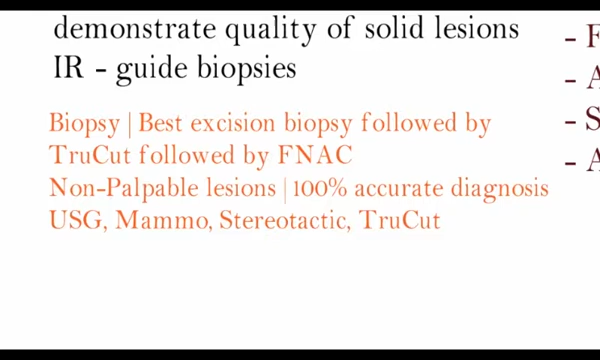 demonstrate quality of solid lesions
IR - guide biopsies
Biopsy | Best excision biopsy followed by
TruCut followed by FNAC
Non-Palpable lesions | 100% accurate diagnosis
USG, Mammo, Stereotactic, TruCut